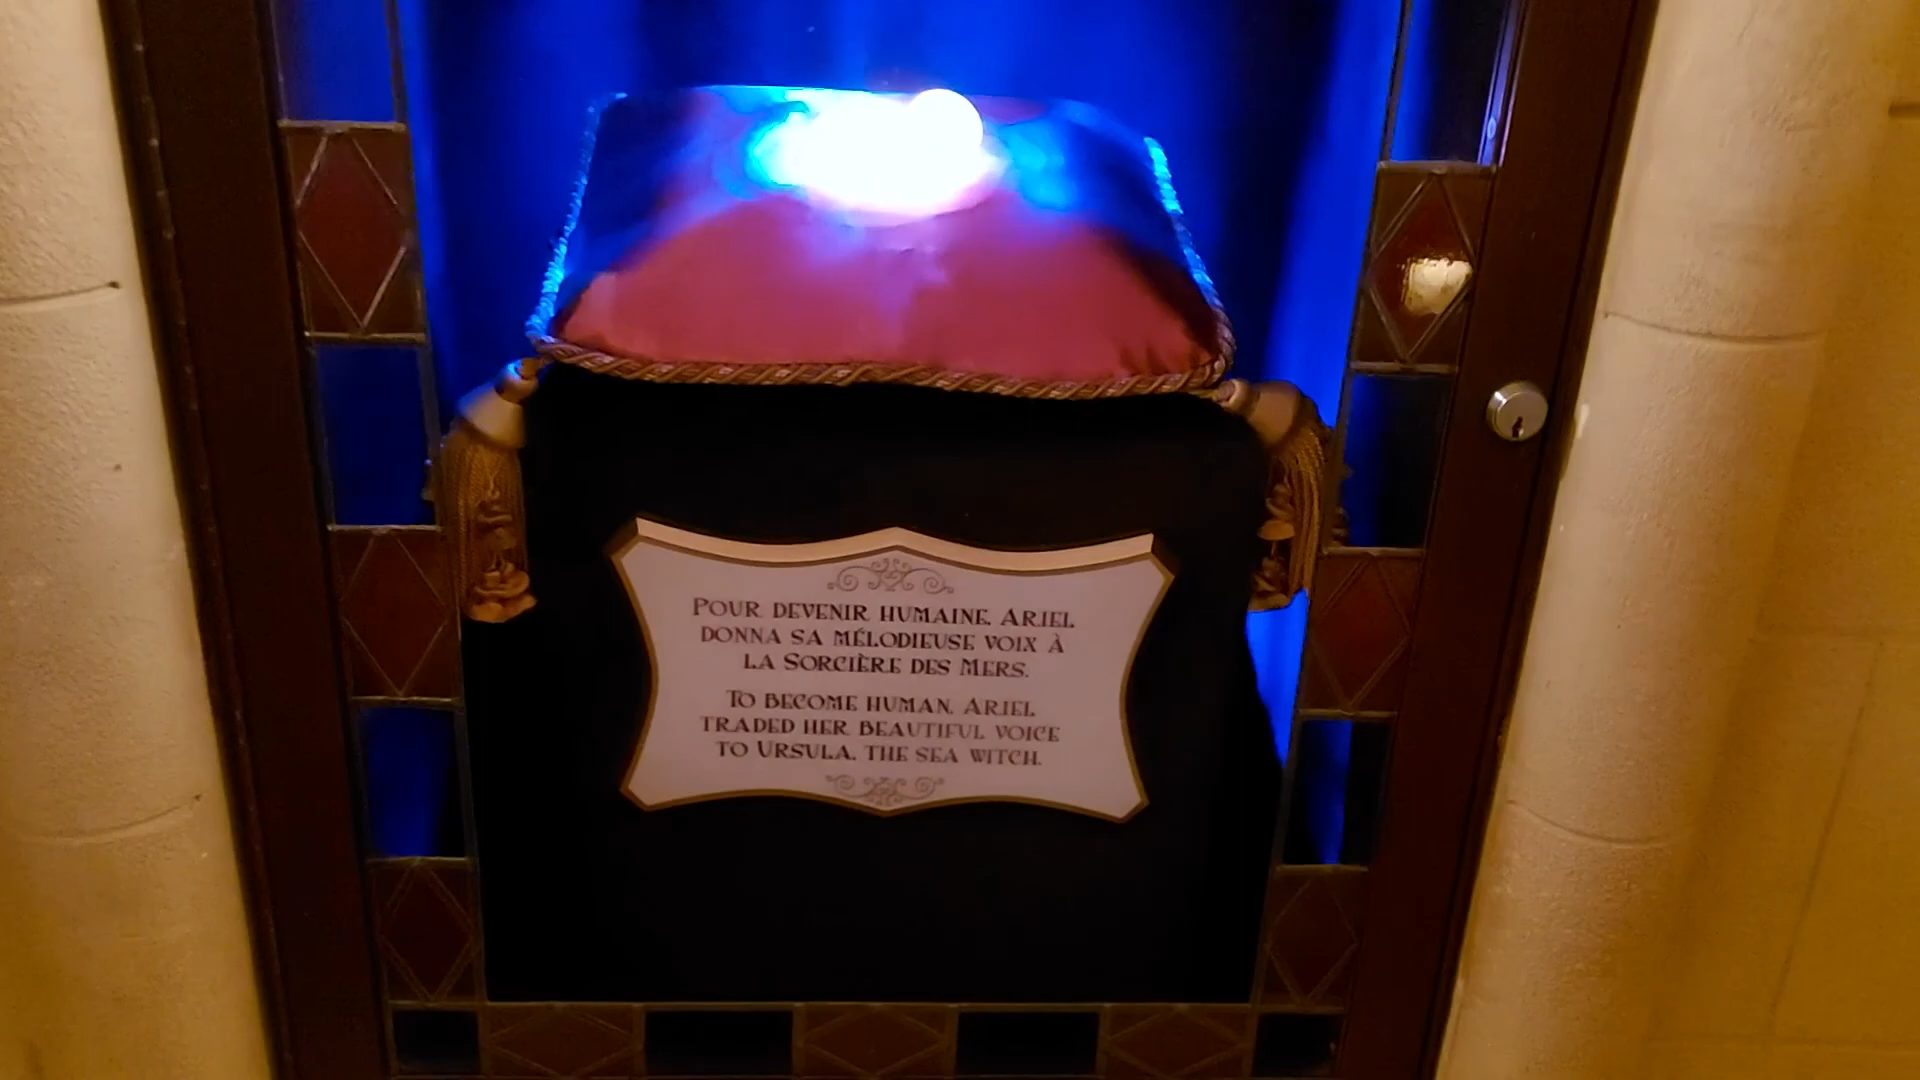 POUR DEVENIR HUMAINE, ARIEL
DONNA SA MÉLODIEUSE VOIX À
LA SORCIÈRE DES MERS.
TO BECOME HUMAN, ARIEL
TRADED HER BEAUTIFUL VOICE
TO URSULA, THE SEA WITCH.